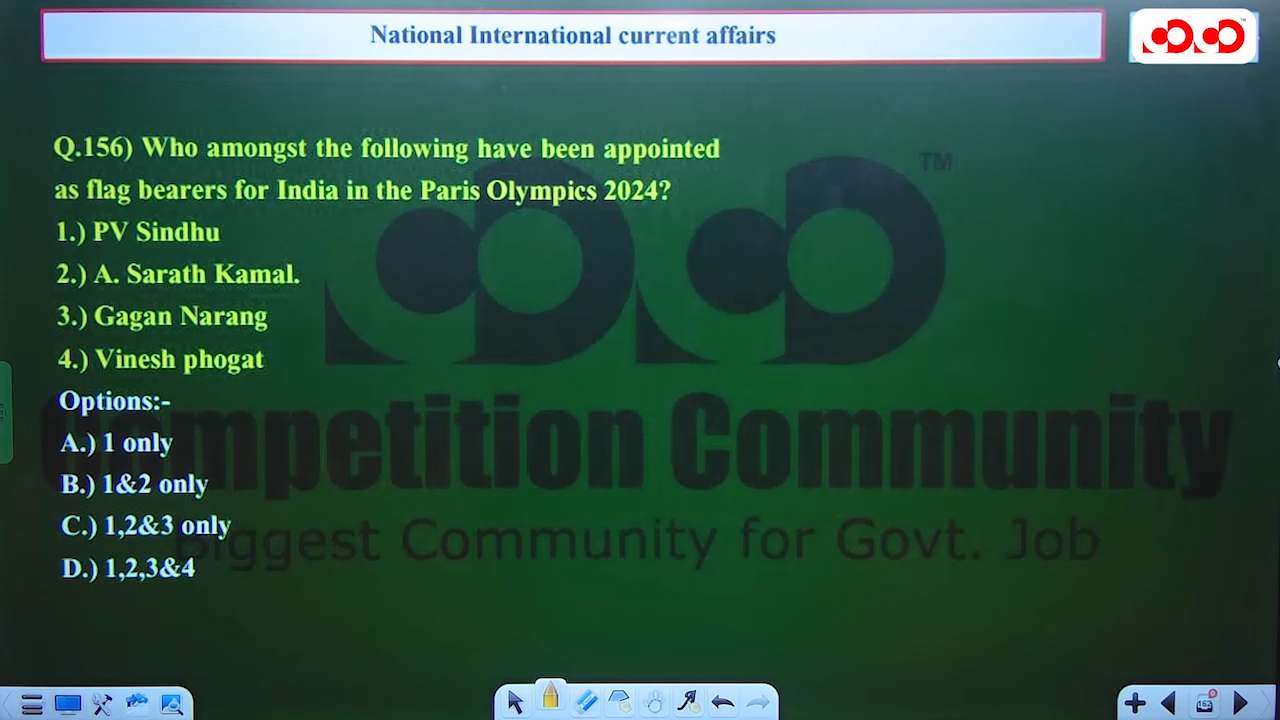 National International current affairs
Q.156) Who amongst the following have been appointed
as flag bearers for India in the Paris Olympics 2024?
1.) PV Sindhu
2.) A. Sarath Kamal.
3.) Gagan Narang
4.) Vinesh phogat
Options:-
A.) 1 only
B.) 1&2 only
C.) 1,2&3 only
D.) 1,2,3&4
TM
Competition Community
Biggest Community for Govt. Job
162